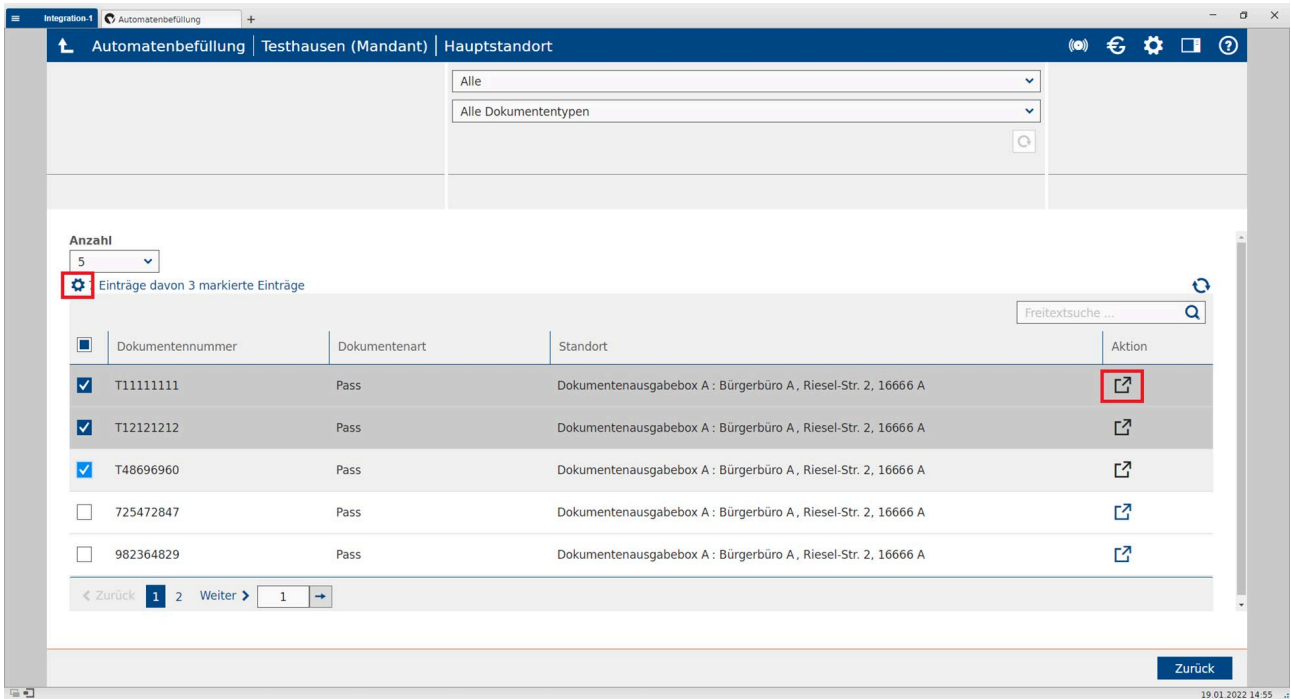 Integration-1 Automatenbefüllung +
Automatenbefüllung Testhausen (Mandant) Hauptstandort
Alle
Alle Dokumententypen
Anzahl
5
Einträge davon 3 markierte Einträge
Freitextsuche ...
Dokumentennummer Dokumentenart Standort Aktion
T11111111 Pass Dokumentenausgabebox A : Bürgerbüro A , Riesel-Str. 2, 16666 A
T12121212 Pass Dokumentenausgabebox A : Bürgerbüro A , Riesel-Str. 2, 16666 A
T48696960 Pass Dokumentenausgabebox A : Bürgerbüro A , Riesel-Str. 2, 16666 A
725472847 Pass Dokumentenausgabebox A : Bürgerbüro A , Riesel-Str. 2, 16666 A
982364829 Pass Dokumentenausgabebox A : Bürgerbüro A , Riesel-Str. 2, 16666 A
Zurück 1 2 Weiter 1
Zurück
19.01.2022 14:55